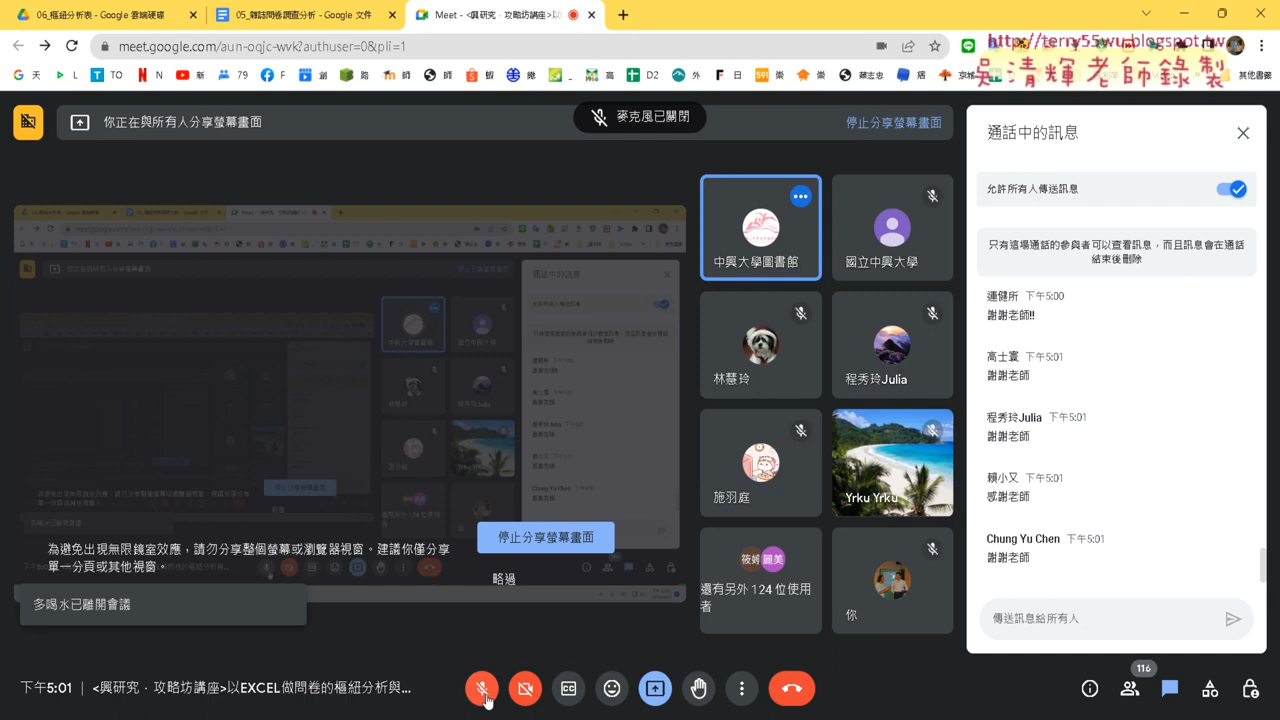 06_樞紐分析表 - Google 雲端硬碟
05_雜誌問卷調查分析 - Google 文件
Meet - <興研究．攻略坊講座>以
meet.google.com/aun-oqjc-wvk?authuser=0&pli=1
http://terry55wu.blogspot.tw
吳清輝老師錄製
其他書籤
你正在與所有人分享螢幕畫面
麥克風已關閉
停止分享螢幕畫面
中興大學圖書館
國立中興大學
林慧玲
程秀玲Julia
施羽庭
Yrku Yrku
還有另外 124 位使用者
你
為避免出現無限鏡室效應，請勿分享整個螢幕或瀏覽器視窗。建議你僅分享
單一分頁或其他視窗。
停止分享螢幕畫面
略過
多喝水已離開會議
通話中的訊息
允許所有人傳送訊息
只有這場通話的參與者可以查看訊息，而且訊息會在通話
結束後刪除
運健所 下午5:00
謝謝老師!!
高士寰 下午5:01
謝謝老師
程秀玲Julia 下午5:01
謝謝老師
賴小又 下午5:01
感謝老師
Chung Yu Chen 下午5:01
謝謝老師
傳送訊息給所有人
下午5:01 | <興研究．攻略坊講座>以EXCEL做問卷的樞紐分析與...
116